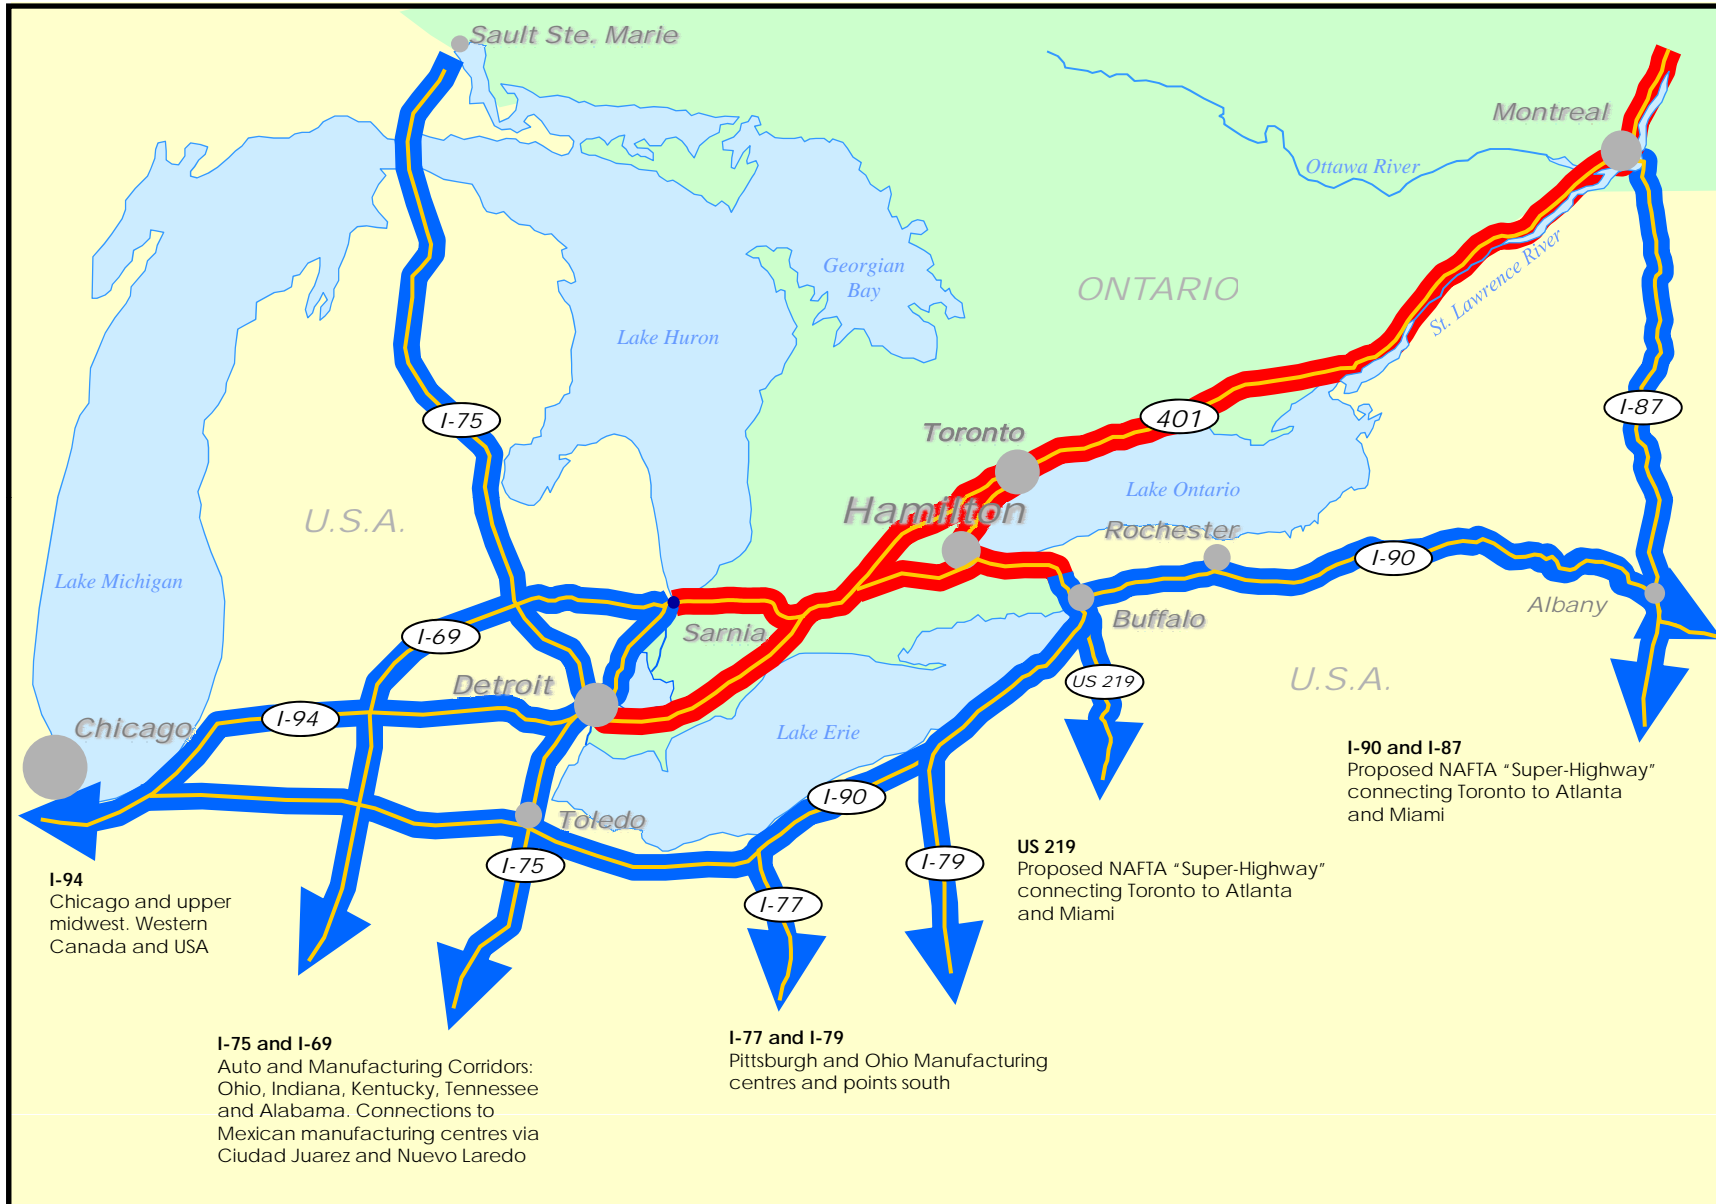 Sault Ste. Marie
Montreal
Ottawa River
Georgian
Bay
ONTARIO
St. Lawrence River
Lake Huron
I-75
401
I-87
Toronto
Hamilton
Lake Ontario
U.S.A.
Rochester
I-90
Lake Michigan
Albany
Buffalo
Sarnia
I-69
Detroit
US 219
U.S.A.
I-94
Chicago
Lake Erie
I-90
Toledo
I-75
I-79
I-77
I-90 and I-87
Proposed NAFTA “Super-Highway”
connecting Toronto to Atlanta
and Miami
US 219
Proposed NAFTA “Super-Highway”
connecting Toronto to Atlanta
and Miami
I-94
Chicago and upper
midwest. Western
Canada and USA
I-75 and I-69
Auto and Manufacturing Corridors:
Ohio, Indiana, Kentucky, Tennessee
and Alabama. Connections to
Mexican manufacturing centres via
Ciudad Juarez and Nuevo Laredo
I-77 and I-79
Pittsburgh and Ohio Manufacturing
centres and points south